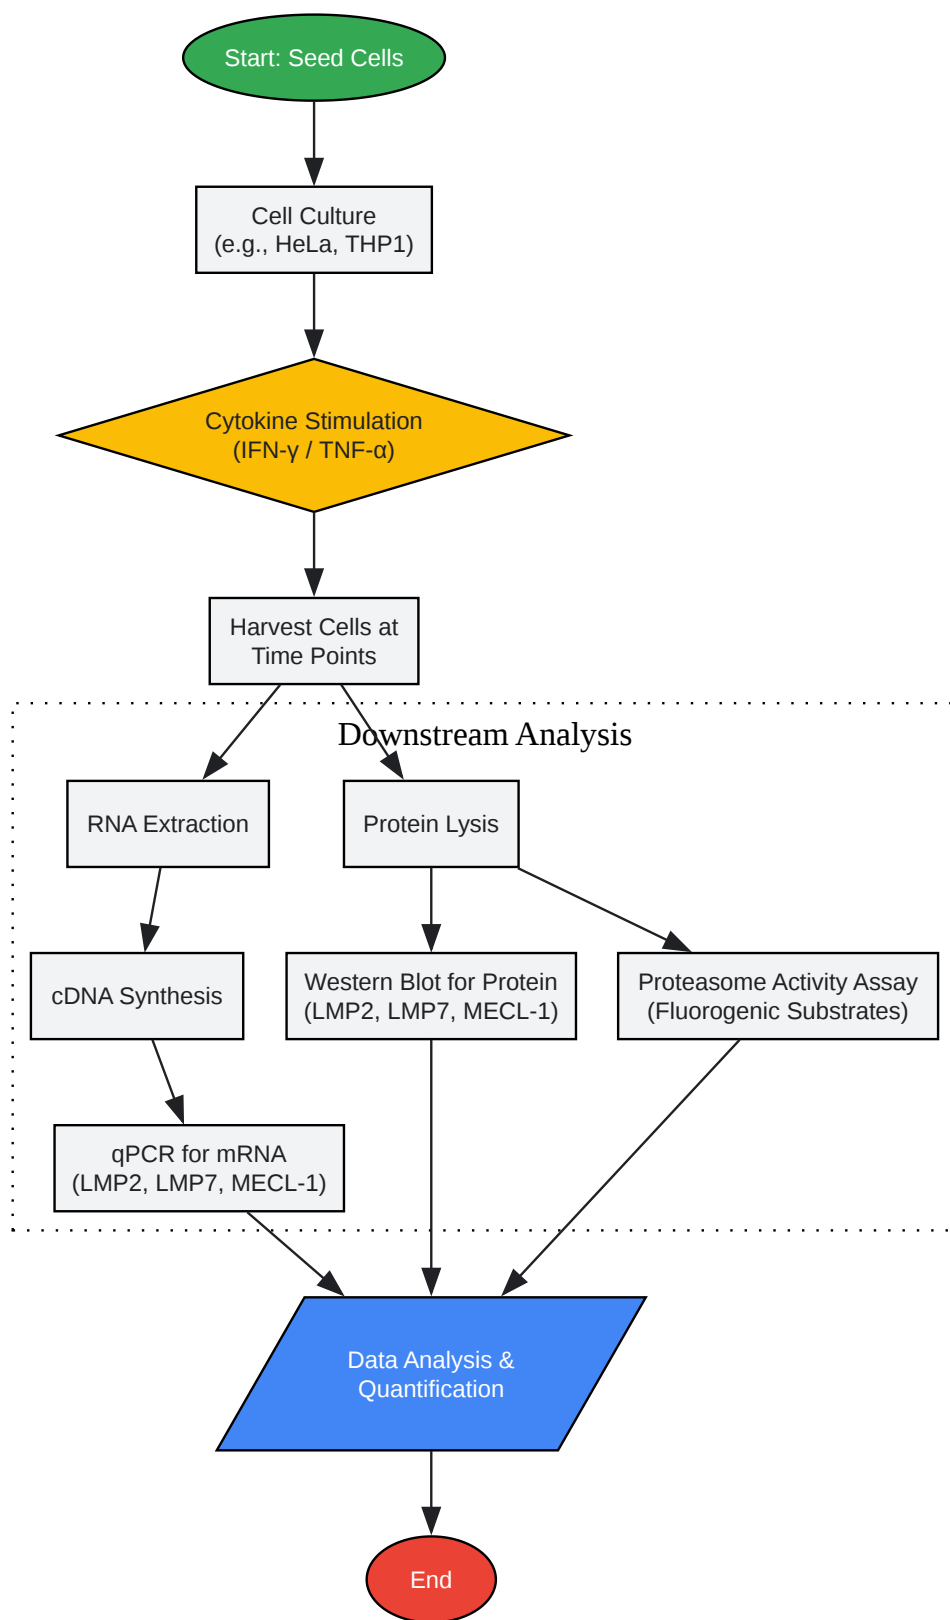 Start: Seed Cells
Cell Culture
(e.g., HeLa, THP1)
Cytokine Stimulation
(IFN-γ / TNF-α)
Harvest Cells at
Time Points
Downstream Analysis
RNA Extraction
Protein Lysis
cDNA Synthesis
Western Blot for Protein
(LMP2, LMP7, MECL-1)
Proteasome Activity Assay
(Fluorogenic Substrates)
qPCR for mRNA
(LMP2, LMP7, MECL-1)
Data Analysis &
Quantification
End